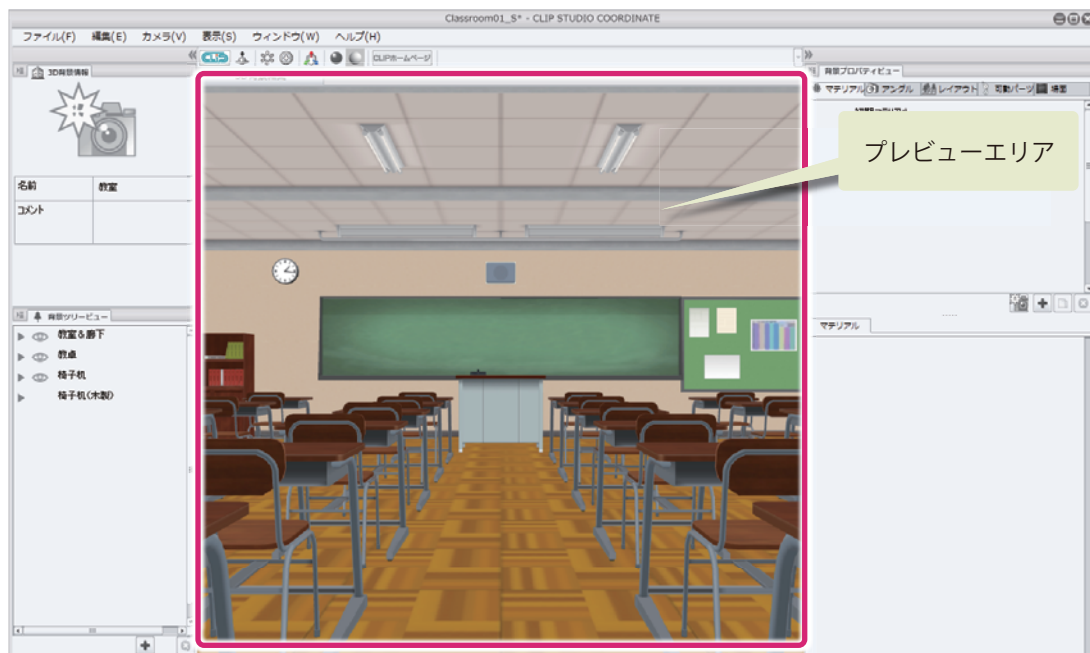 Classroom01_S* - CLIP STUDIO COORDINATE
ファイル(F) 編集(E) カメラ(V) 表示(S) ウィンドウ(W) ヘルプ(H)
CLIP CLIPホームページ
3D背景情報
背景プロパティビュー
マテリアル アングル レイアウト 可動パーツ 場面
プレビューエリア
名前 教室
コメント
背景ツリービュー
教室&廊下
教卓
椅子机
椅子机(木製)
マテリアル